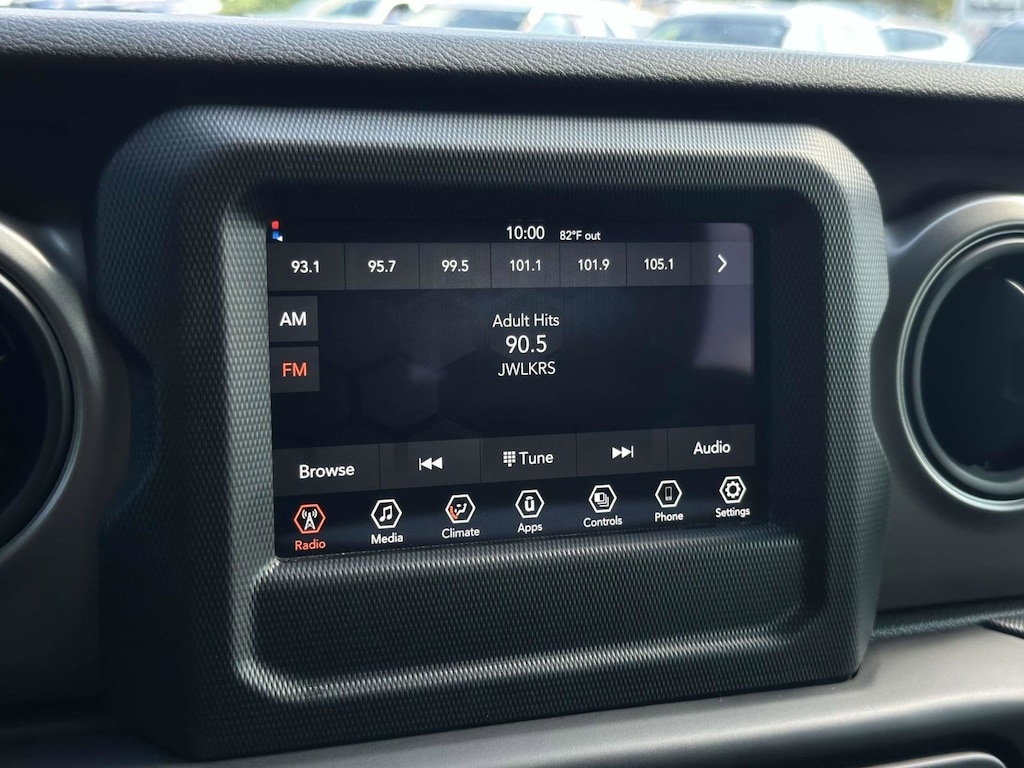 10:00 82°F out
93.1 95.7 99.5 101.1 101.9 105.1
AM
FM
Adult Hits
90.5
JWLKRS
Browse Tune Audio
Radio Media Climate Apps Controls Phone Settings